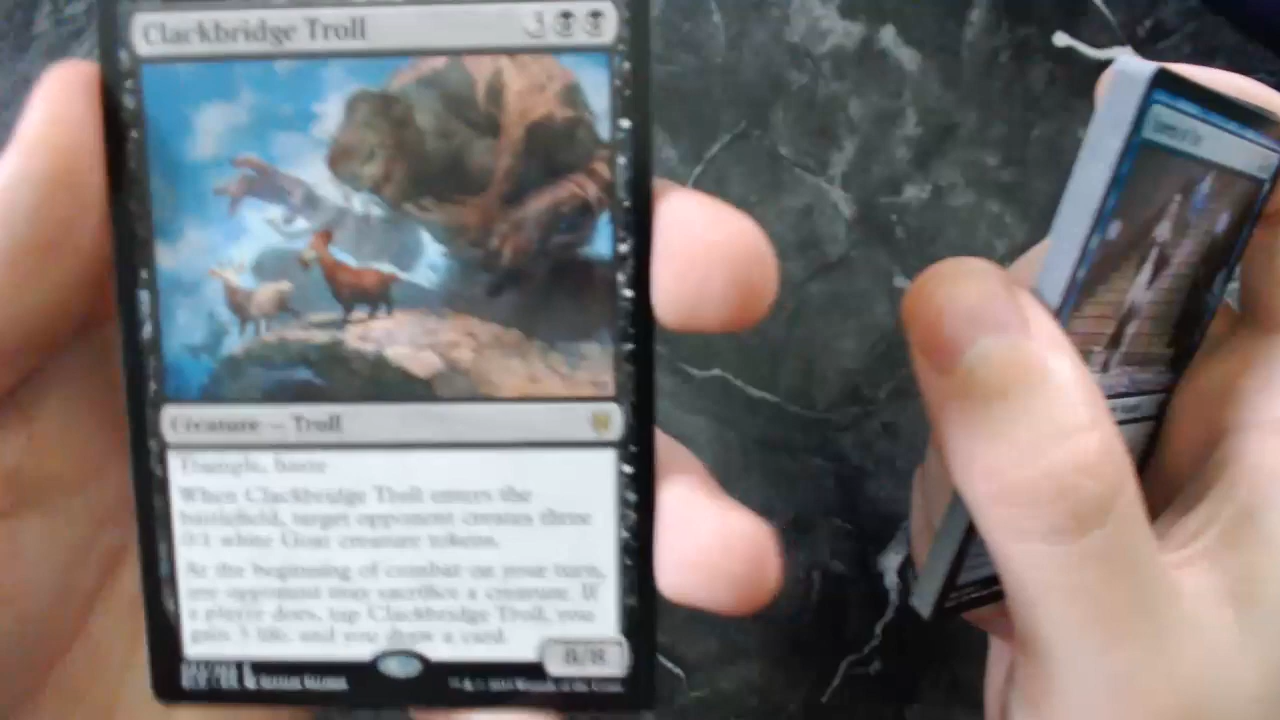 Clackbridge Troll 3
Creature — Troll
Trample, haste
When Clackbridge Troll enters the
battlefield, target opponent creates three
0/1 white Goat creature tokens.
At the beginning of combat on your turn,
any opponent may sacrifice a creature. If
a player does, tap Clackbridge Troll, you
gain 3 life, and you draw a card.
8/8